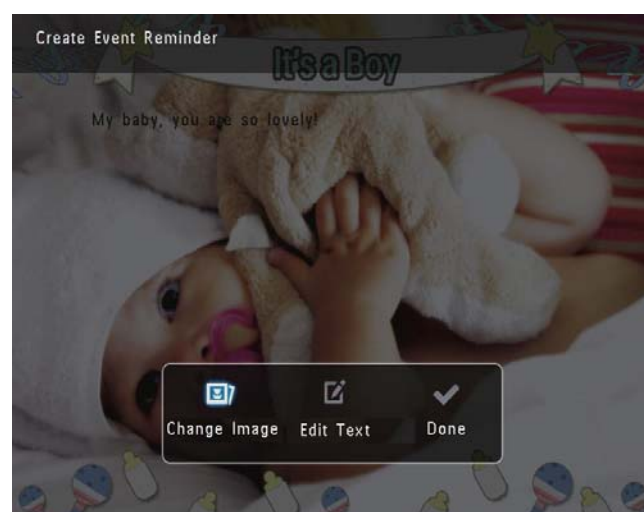 Create Event Reminder
It's a Boy
My baby, you are so lovely!
Change Image
Edit Text
Done